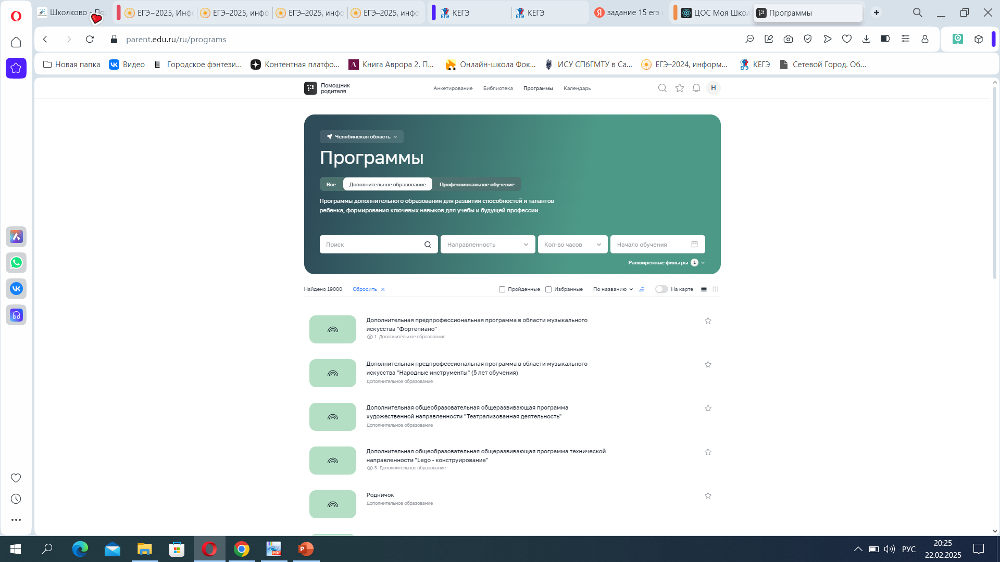 Школково - По
ЕГЭ–2025, Инфо
ЕГЭ–2025, инфо
ЕГЭ–2025, инфо
ЕГЭ–2025, инфо
КЕГЭ
КЕГЭ
задание 15 егэ
ЦОС Моя Школ
Программы
parent.edu.ru/ru/programs
Новая папка
Видео
Городское фэнтези...
Контентная платфо...
Книга Аврора 2. П...
Онлайн-школа Фок...
ИСУ СПбГМТУ в Са...
ЕГЭ–2024, информ...
КЕГЭ
Сетевой Город. Об...
Помощник
родителя
Анкетирование
Библиотека
Программы
Календарь
Н
Челябинская область
Программы
Все
Дополнительное образование
Профессиональное обучение
Программы дополнительного образования для развития способностей и талантов
ребенка, формирования ключевых навыков для учебы и будущей профессии.
Поиск
Направленность
Кол-во часов
Начало обучения
Расширенные фильтры 1
Найдено 19000
Сбросить
Пройденные
Избранные
По названию
На карте
Дополнительная предпрофессиональная программа в области музыкального
искусства "Фортепиано"
1 Дополнительное образование
Дополнительная предпрофессиональная программа в области музыкального
искусства "Народные инструменты" (5 лет обучения)
Дополнительное образование
Дополнительная общеобразовательная общеразвивающая программа
художественной направленности "Театрализованная деятельность"
Дополнительное образование
Дополнительная общеобразовательная общеразвивающая программа технической
направленности "Lego - конструирование"
3 Дополнительное образование
Родничок
Дополнительное образование
РУС
20:25
22.02.2025